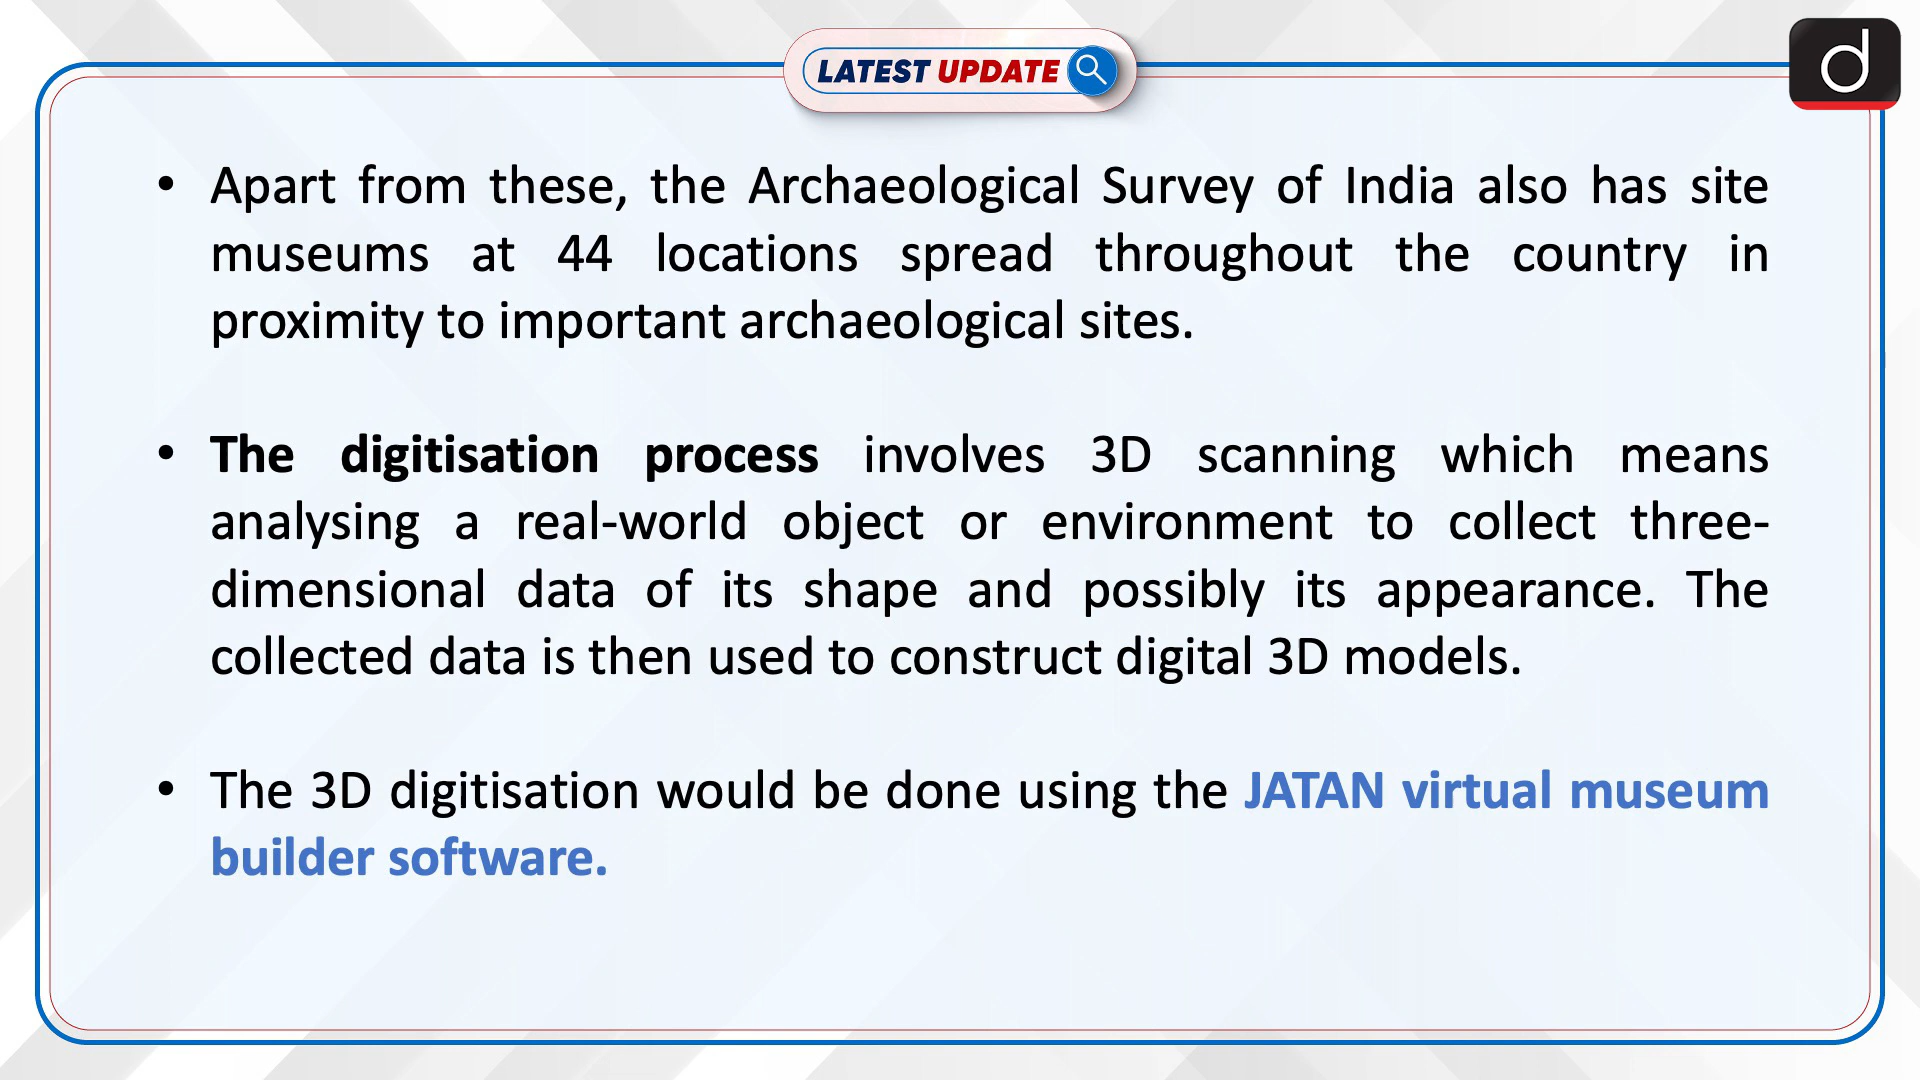 LATEST UPDATE
d
• Apart from these, the Archaeological Survey of India also has site
museums at 44 locations spread throughout the country in
proximity to important archaeological sites.
• The digitisation process involves 3D scanning which means
analysing a real-world object or environment to collect three-
dimensional data of its shape and possibly its appearance. The
collected data is then used to construct digital 3D models.
• The 3D digitisation would be done using the JATAN virtual museum
builder software.